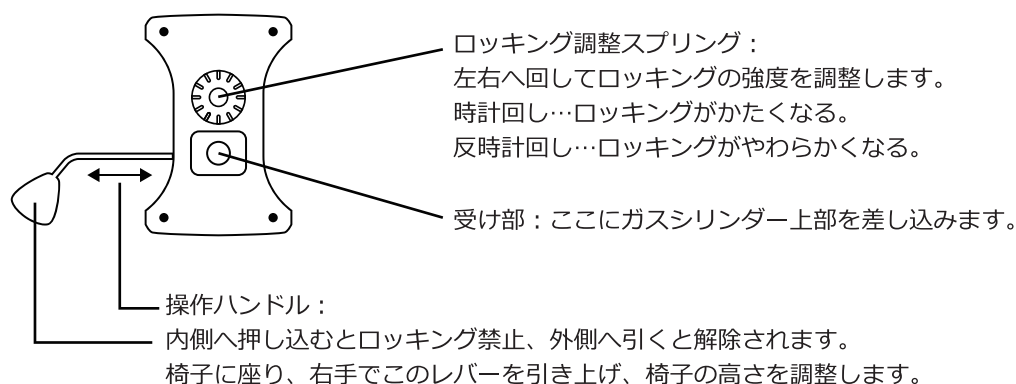 ロッキング調整スプリング：
左右へ回してロッキングの強度を調整します。
時計回し…ロッキングがかたくなる。
反時計回し…ロッキングがやわらかくなる。
受け部：ここにガスシリンダー上部を差し込みます。
操作ハンドル：
内側へ押し込むとロッキング禁止、外側へ引くと解除されます。
椅子に座り、右手でこのレバーを引き上げ、椅子の高さを調整します。